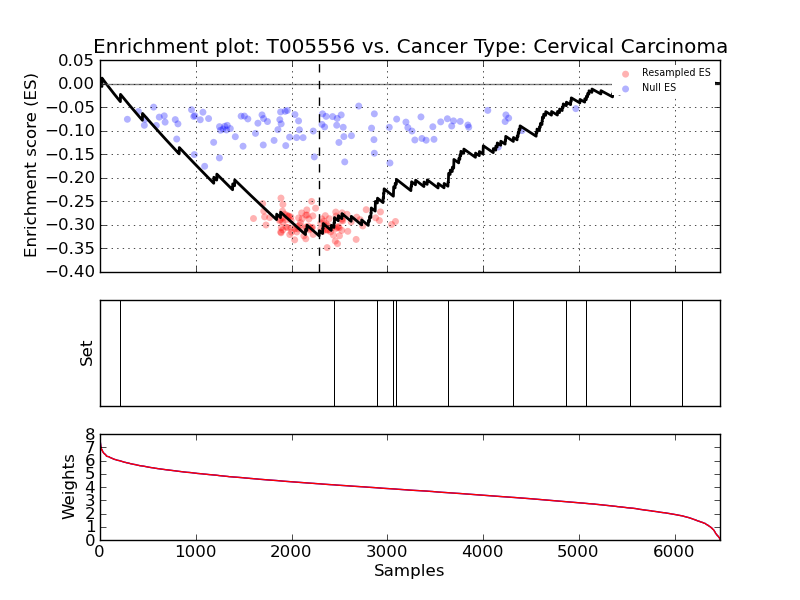 Enrichment plot: T005556 vs. Cancer Type: Cervical Carcinoma
Enrichment score (ES)
0.05
0.00
−0.05
−0.10
−0.15
−0.20
−0.25
−0.30
−0.35
−0.40
Resampled ES
Null ES
Set
Weights
8
7
6
5
4
3
2
1
0
0 1000 2000 3000 4000 5000 6000
Samples